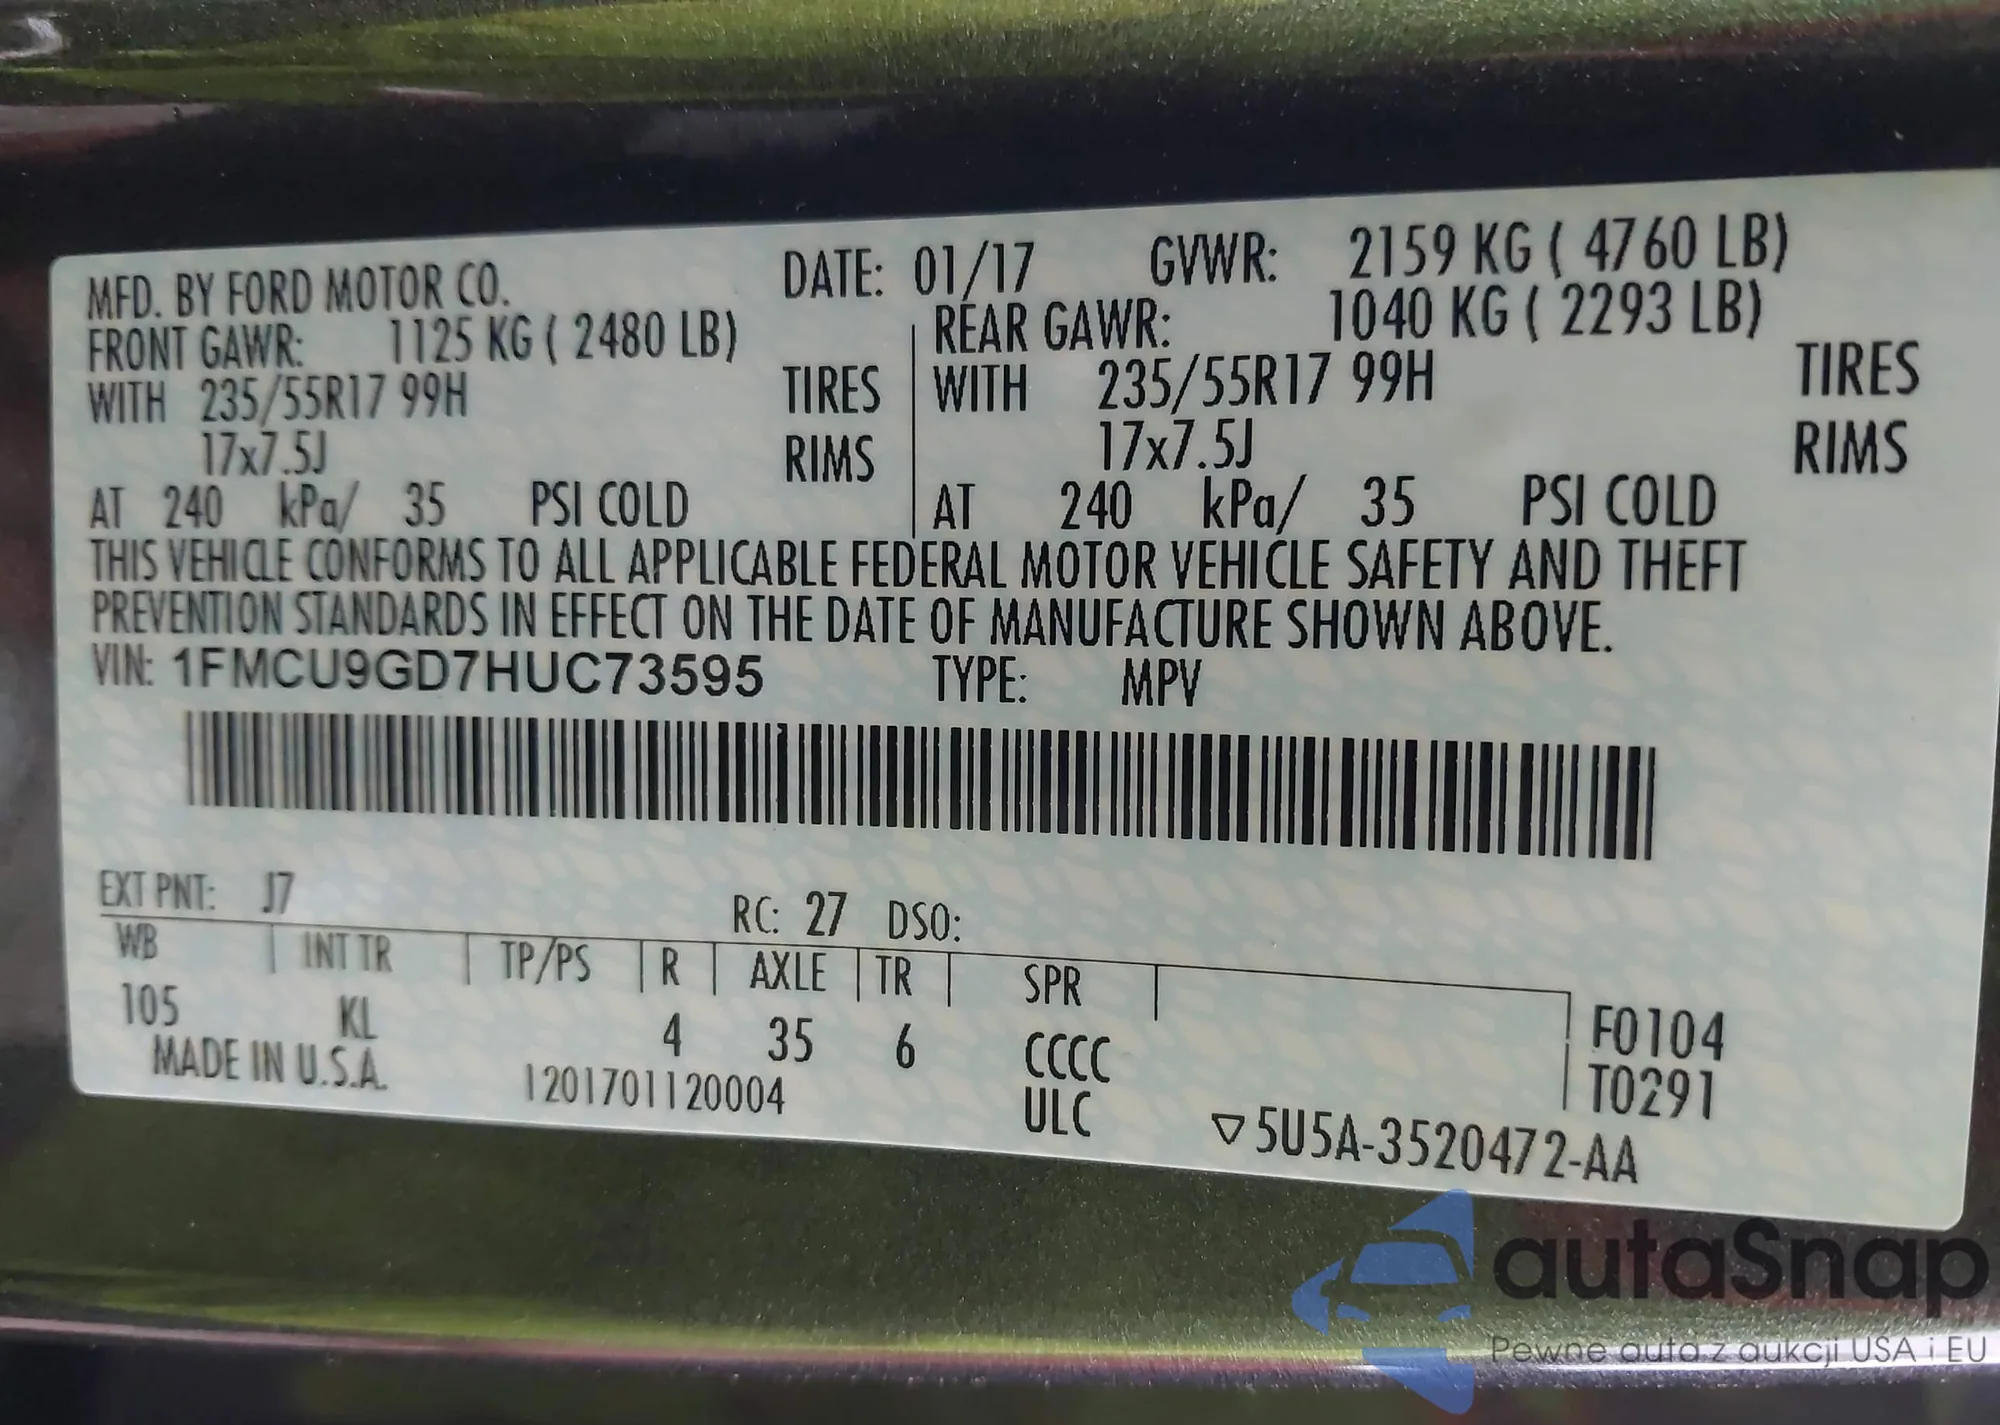 MFD. BY FORD MOTOR CO. DATE: 01/17 GVWR: 2159 KG ( 4760 LB)
FRONT GAWR: 1125 KG ( 2480 LB) REAR GAWR: 1040 KG ( 2293 LB)
WITH 235/55R17 99H TIRES WITH 235/55R17 99H TIRES
17x7.5J RIMS 17x7.5J RIMS
AT 240 kPa/ 35 PSI COLD AT 240 kPa/ 35 PSI COLD
THIS VEHICLE CONFORMS TO ALL APPLICABLE FEDERAL MOTOR VEHICLE SAFETY AND THEFT
PREVENTION STANDARDS IN EFFECT ON THE DATE OF MANUFACTURE SHOWN ABOVE.
VIN: 1FMCU9GD7HUC73595 TYPE: MPV
EXT PNT: J7 RC: 27 DSO:
WB INT TR TP/PS R AXLE TR SPR
105 KL 4 35 6 CCCC F0104
MADE IN U.S.A. 1201701120004 ULC T0291
▽5U5A-3520472-AA
autaSnap
Pewne auta z aukcji USA i EU